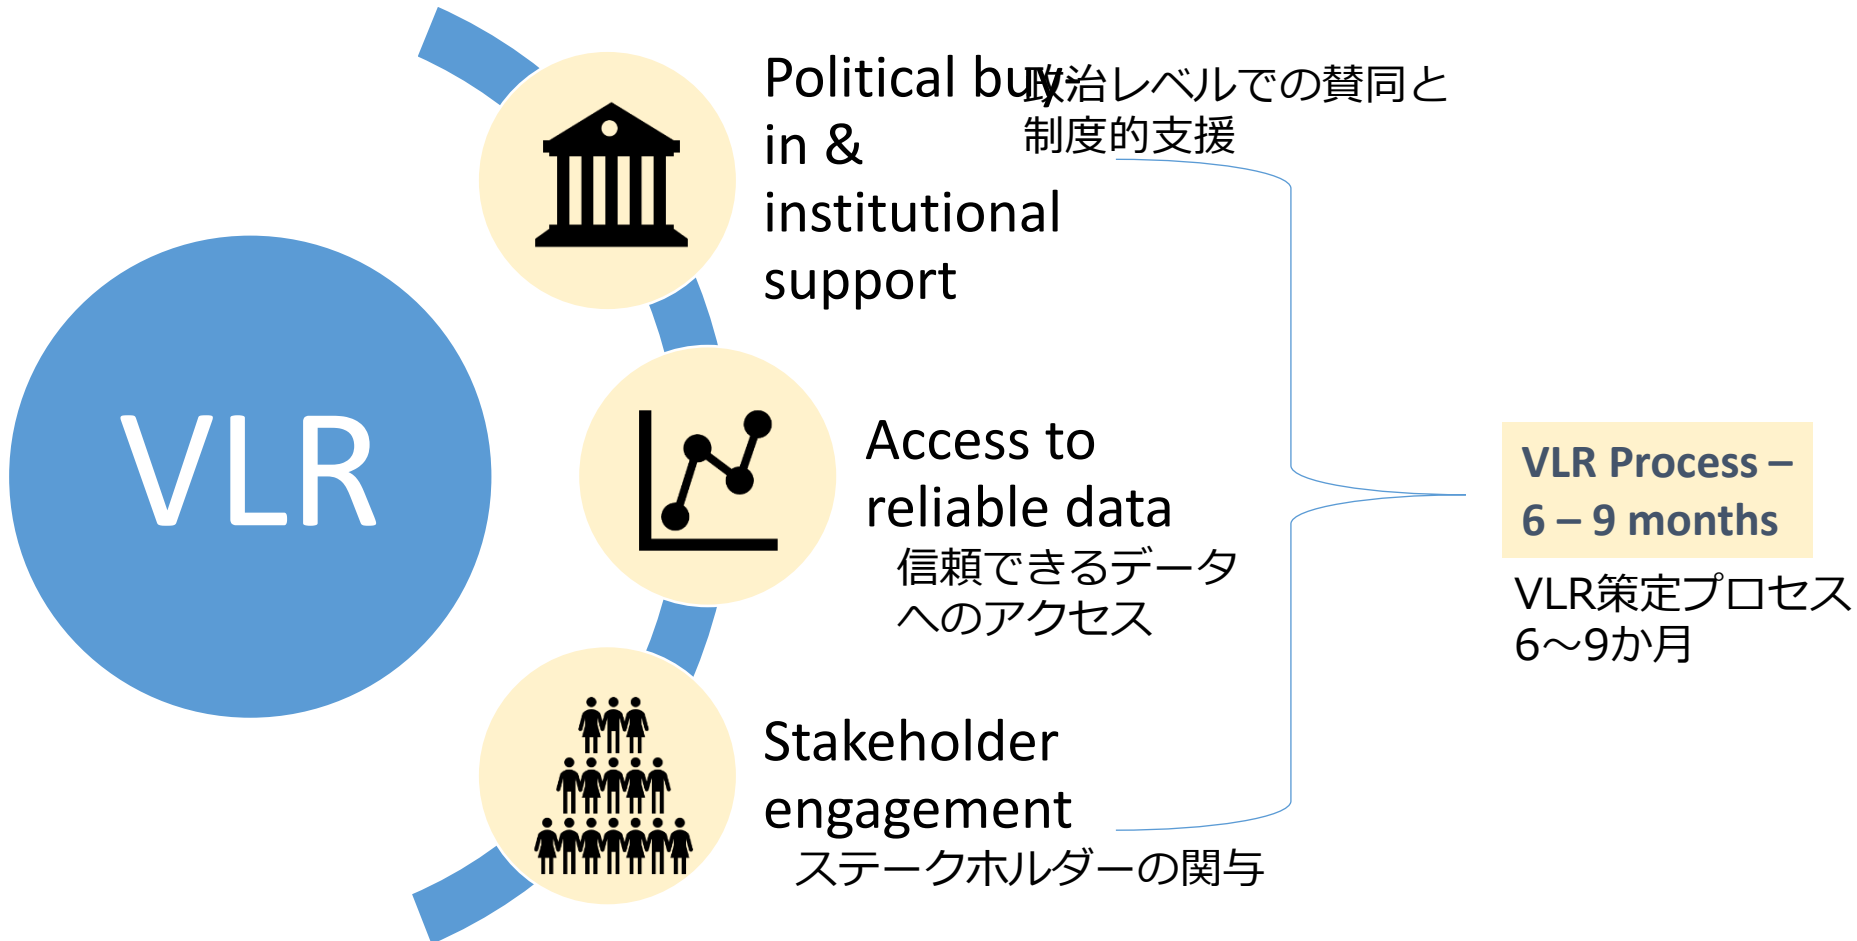 VLR
Political buy-
in &
institutional
support
政治レベルでの賛同と
制度的支援
Access to
reliable data
信頼できるデータ
へのアクセス
Stakeholder
engagement
ステークホルダーの関与
VLR Process –
6 – 9 months
VLR策定プロセス
6～9か月